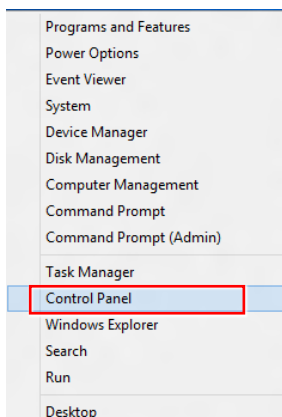 Programs and Features
Power Options
Event Viewer
System
Device Manager
Disk Management
Computer Management
Command Prompt
Command Prompt (Admin)
Task Manager
Control Panel
Windows Explorer
Search
Run
Desktop